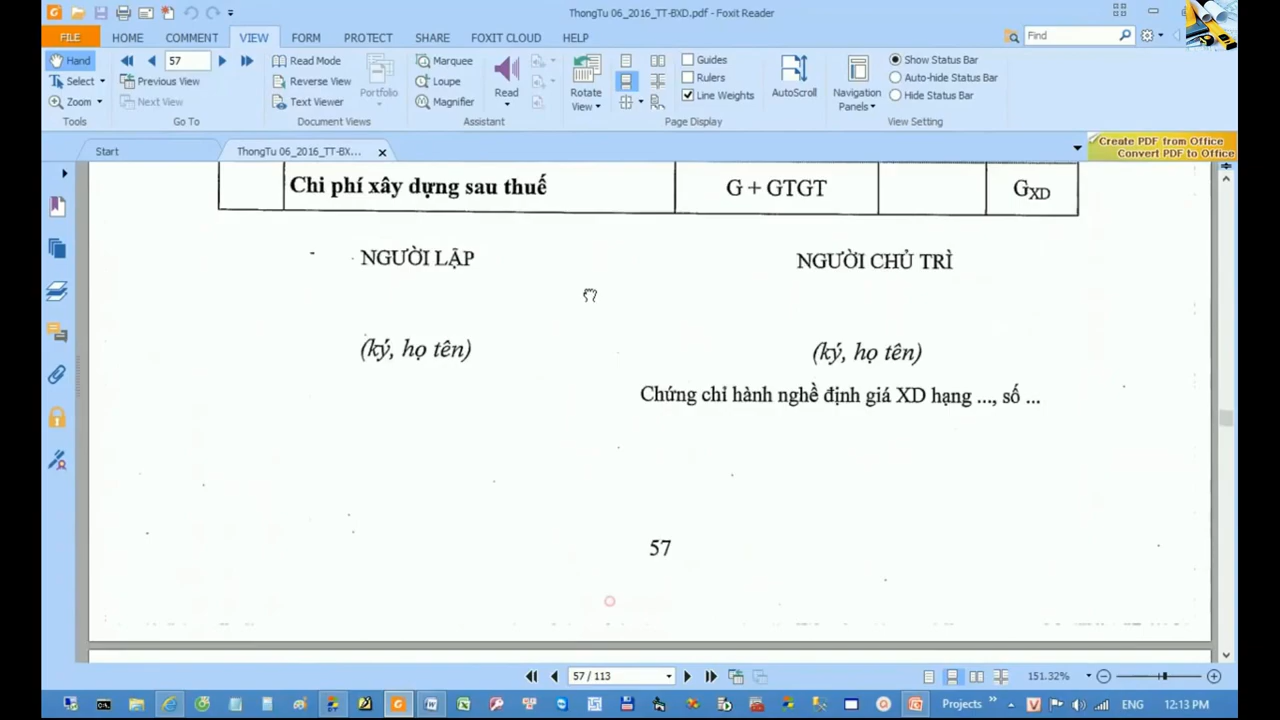 ThongTu 06_2016_TT-BXD.pdf - Foxit Reader
FILE HOME COMMENT VIEW FORM PROTECT SHARE FOXIT CLOUD HELP Find
Hand 57 Read Mode Marquee Guides Show Status Bar
Select Previous View Reverse View Loupe Rulers Auto-hide Status Bar
Zoom Next View Text Viewer Magnifier Line Weights Hide Status Bar
Portfolio Read Rotate View AutoScroll Navigation Panels
Tools Go To Document Views Assistant Page Display View Setting
Start ThongTu 06_2016_TT-BX... Create PDF from Office
Convert PDF to Office
Chi phí xây dựng sau thuế G + GTGT GXD
NGƯỜI LẬP NGƯỜI CHỦ TRÌ
(ký, họ tên) (ký, họ tên)
Chứng chỉ hành nghề định giá XD hạng ..., số ...
57
57 / 113 151.32%
Projects ENG 12:13 PM